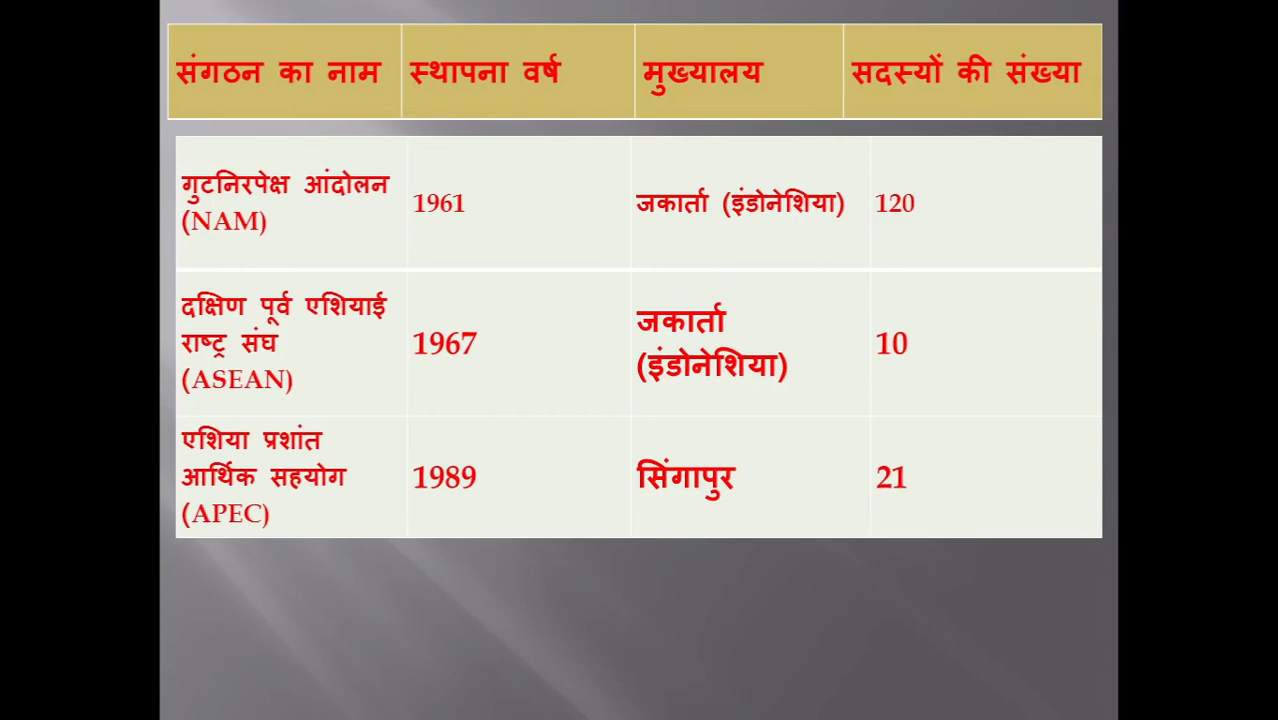 संगठन का नाम स्थापना वर्ष मुख्यालय सदस्यों की संख्या
गुटनिरपेक्ष आंदोलन
(NAM)
1961
जकार्ता (इंडोनेशिया)
120
दक्षिण पूर्व एशियाई
राष्ट्र संघ
(ASEAN)
1967
जकार्ता
(इंडोनेशिया)
10
एशिया प्रशांत
आर्थिक सहयोग
(APEC)
1989
सिंगापुर
21